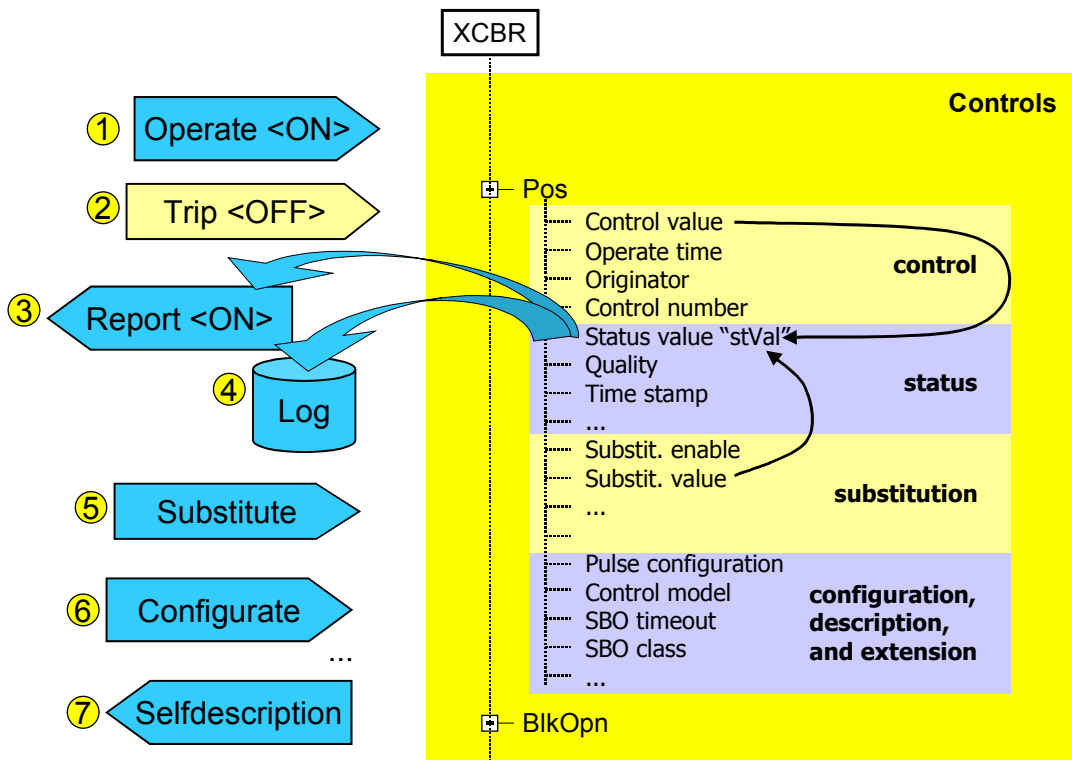 XCBR
Controls
1
Operate <ON>
2
Trip <OFF>
3
Report <ON>
4
Log
5
Substitute
6
Configurate
...
7
Selfdescription
Pos
Control value
Operate time
Originator
Control number
control
Status value “stVal”
Quality
Time stamp
...
status
Substit. enable
Substit. value
...
substitution
Pulse configuration
Control model
SBO timeout
SBO class
...
configuration,
description,
and extension
BlkOpn